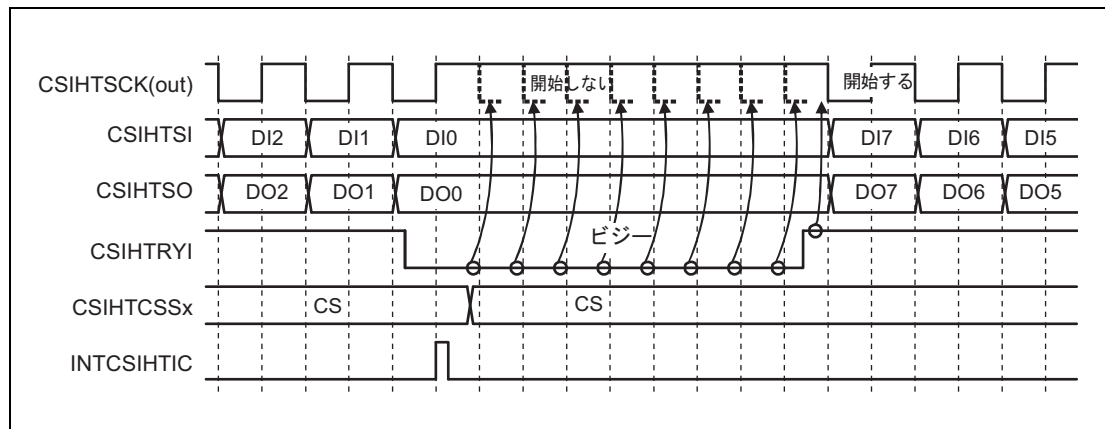 CSIHTSCK(out) 開始しない 開始する
CSIHTSI DI2 DI1 DI0 DI7 DI6 DI5
CSIHTSO DO2 DO1 DO0 DO7 DO6 DO5
CSIHTRYI ビジー
CSIHTCSSx CS CS
INTCSIHTIC